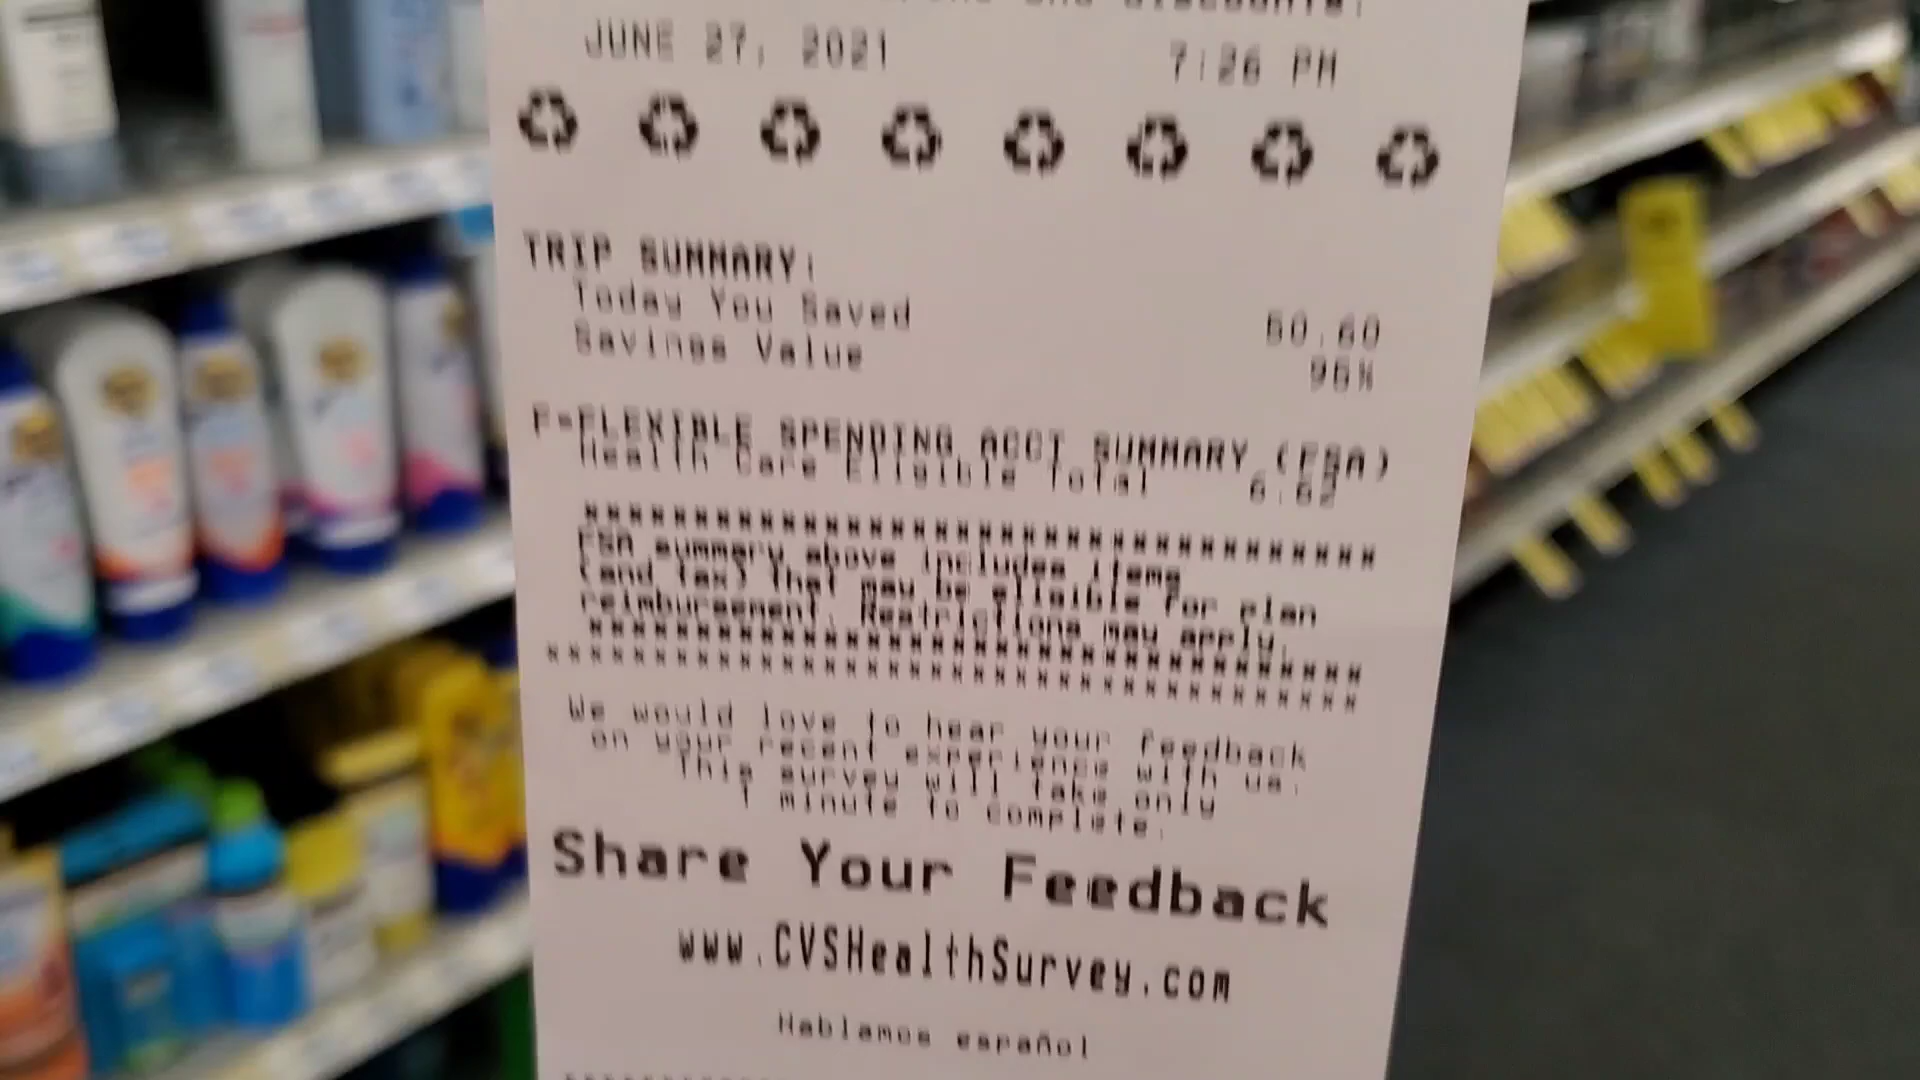 JUNE 27, 2021 7:26 PM
TRIP SUMMARY:
Today You Saved 50.60
Savings Value 95%
F=FLEXIBLE SPENDING ACCT SUMMARY (FSA)
Health Care Eligible Total 6.62
************************************
FSA summary above includes items
(and tax) that may be eligible for plan
reimbursement. Restrictions may apply.
************************************
**************************************
We would love to hear your feedback
on your recent experience with us.
This survey will take only
1 minute to complete.
Share Your Feedback
www.CVSHealthSurvey.com
Hablamos español